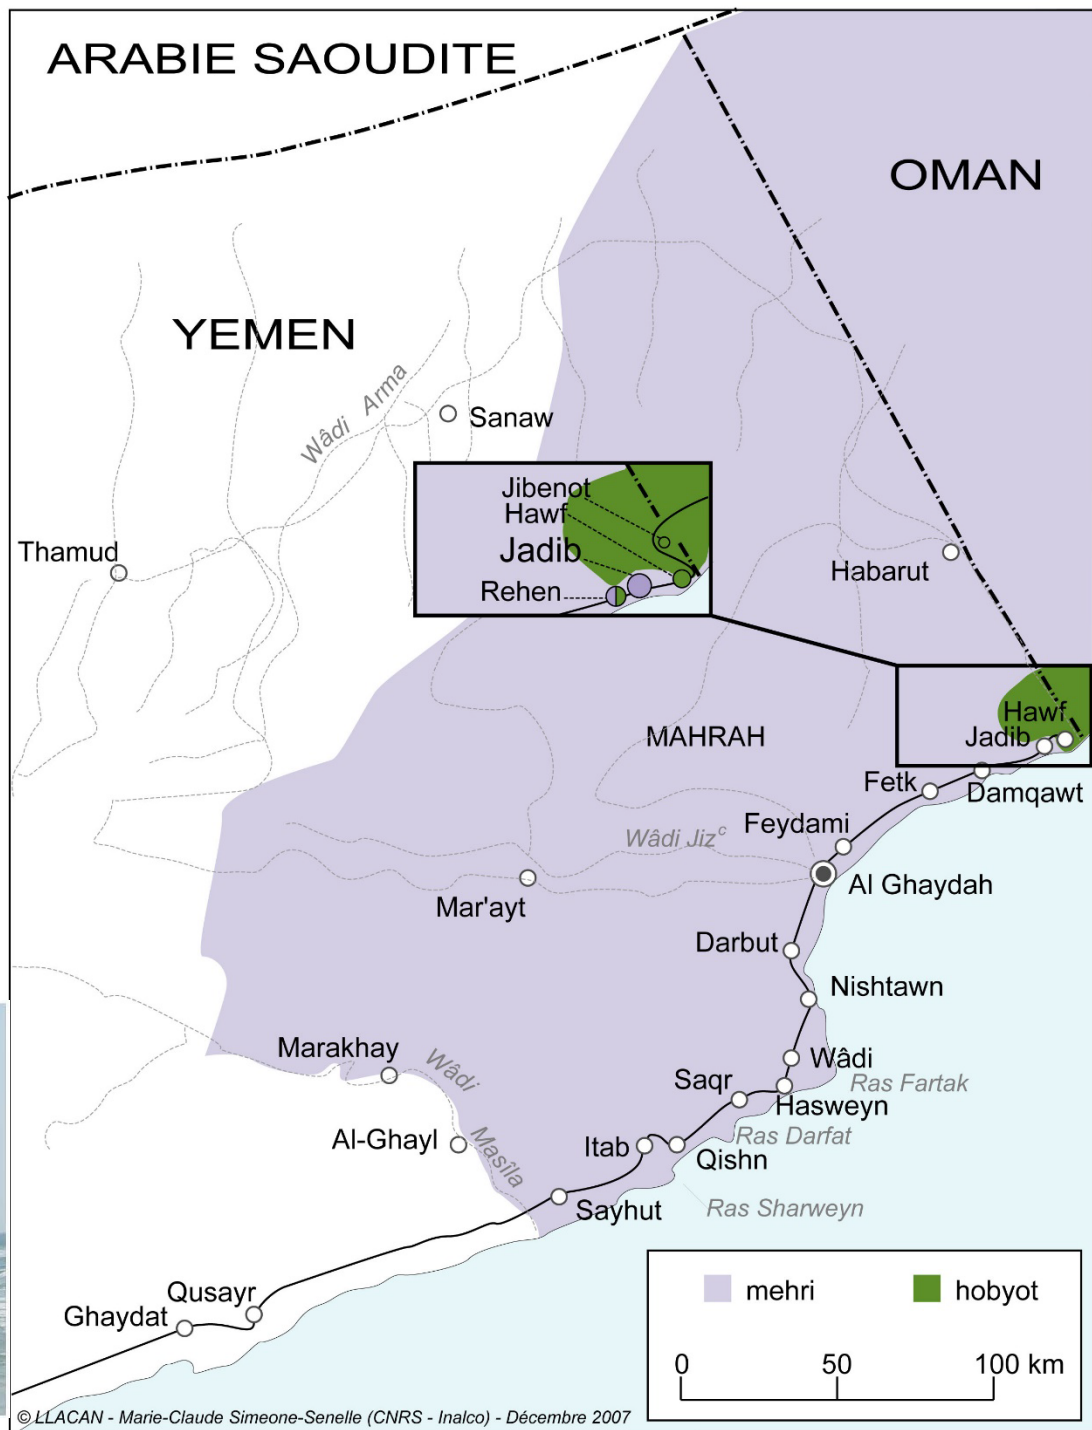 ARABIE SAOUDITE
OMAN
YEMEN
Wâdi Arma
Sanaw
Jibenot
Hawf
Jadib
Rehen
Thamud
Habarut
Hawf
Jadib
MAHRAH
Fetk
Damqawt
Feydami
Wâdi Jizᶜ
Al Ghaydah
Mar'ayt
Darbut
Nishtawn
Marakhay
Wâdi Masîla
Wâdi
Saqr
Ras Fartak
Hasweyn
Al-Ghayl
Itab
Ras Darfat
Qishn
Sayhut
Ras Sharweyn
Qusayr
Ghaydat
mehri
hobyot
0 50 100 km
© LLACAN - Marie-Claude Simeone-Senelle (CNRS - Inalco) - Décembre 2007